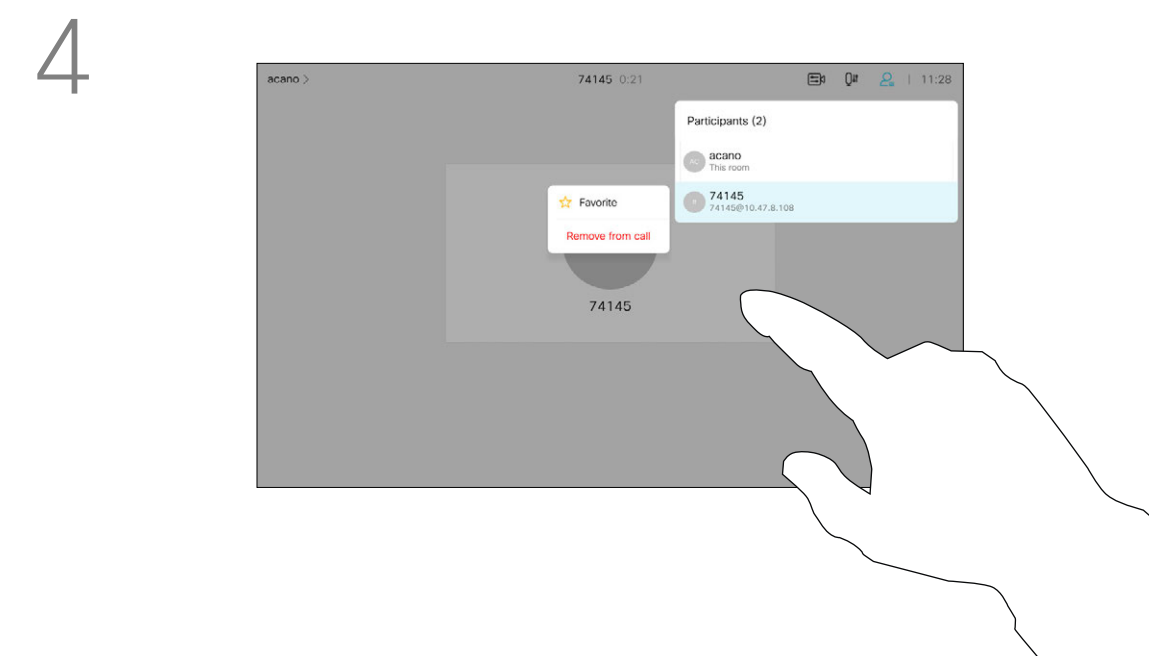 4
acano >
74145 0:21
11:28
Participants (2)
AC
acano
This room
74145
74145@10.47.8.108
Favorite
Remove from call
74145